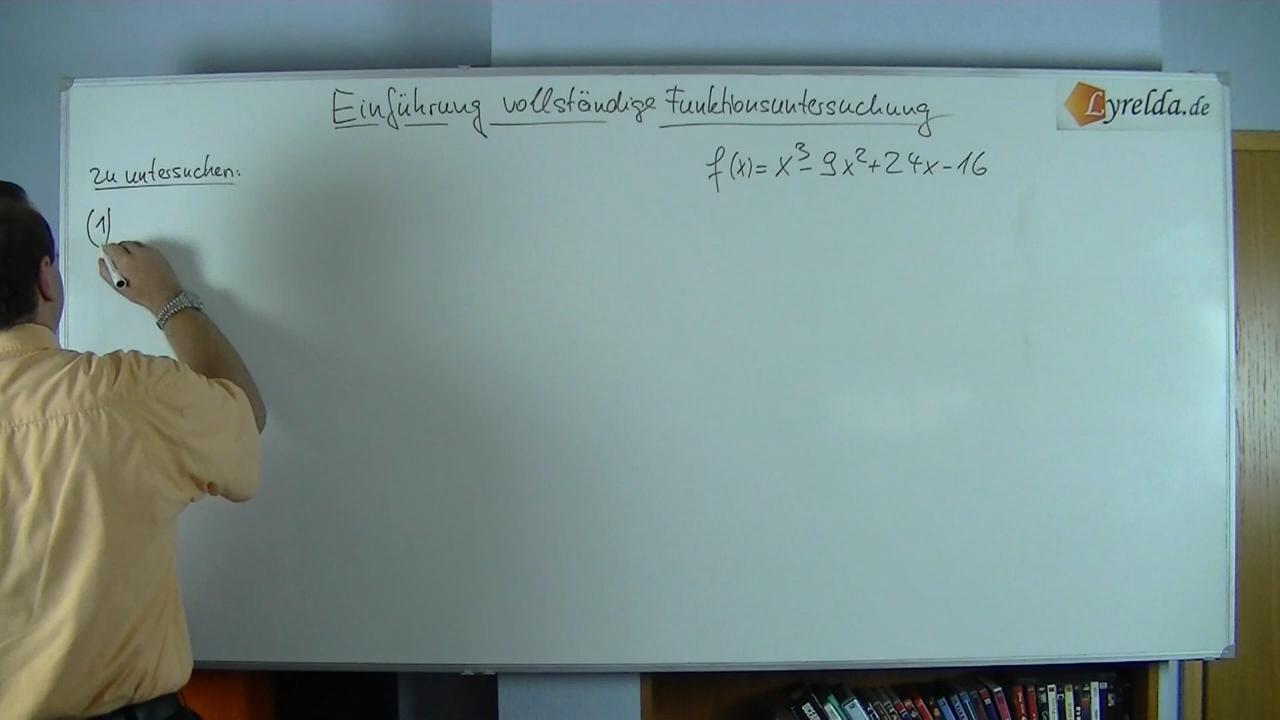 Einführung vollständige Funktionsuntersuchung
Lyrelda.de
f(x) = x³ - 9x² + 24x - 16
zu untersuchen:
(1)